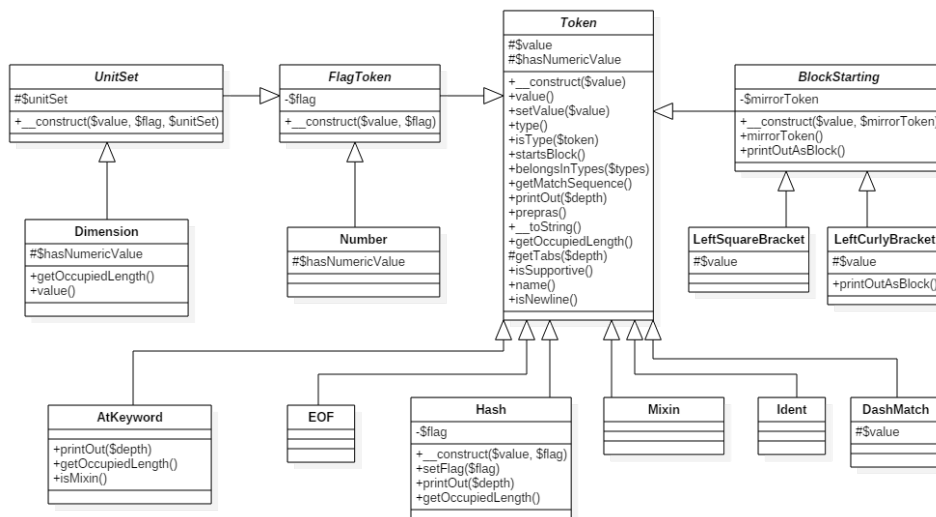 Token
#$value
#$hasNumericValue
+__construct($value)
+value()
+setValue($value)
+type()
+isType($token)
+startsBlock()
+belongsInTypes($types)
+getMatchSequence()
+printOut($depth)
+prepras()
+__toString()
+getOccupiedLength()
#getTabs($depth)
+isSupportive()
+name()
+isNewline()
UnitSet
#$unitSet
+__construct($value, $flag, $unitSet)
FlagToken
-$flag
+__construct($value, $flag)
BlockStarting
-$mirrorToken
+__construct($value, $mirrorToken)
+mirrorToken()
+printOutAsBlock()
Dimension
#$hasNumericValue
+getOccupiedLength()
+value()
Number
#$hasNumericValue
LeftSquareBracket
#$value
LeftCurlyBracket
#$value
+printOutAsBlock()
AtKeyword
+printOut($depth)
+getOccupiedLength()
+isMixin()
EOF
Hash
-$flag
+__construct($value, $flag)
+setFlag($flag)
+printOut($depth)
+getOccupiedLength()
Mixin
Ident
DashMatch
#$value